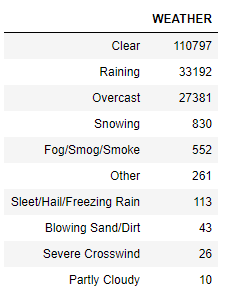 WEATHER
Clear 110797
Raining 33192
Overcast 27381
Snowing 830
Fog/Smog/Smoke 552
Other 261
Sleet/Hail/Freezing Rain 113
Blowing Sand/Dirt 43
Severe Crosswind 26
Partly Cloudy 10